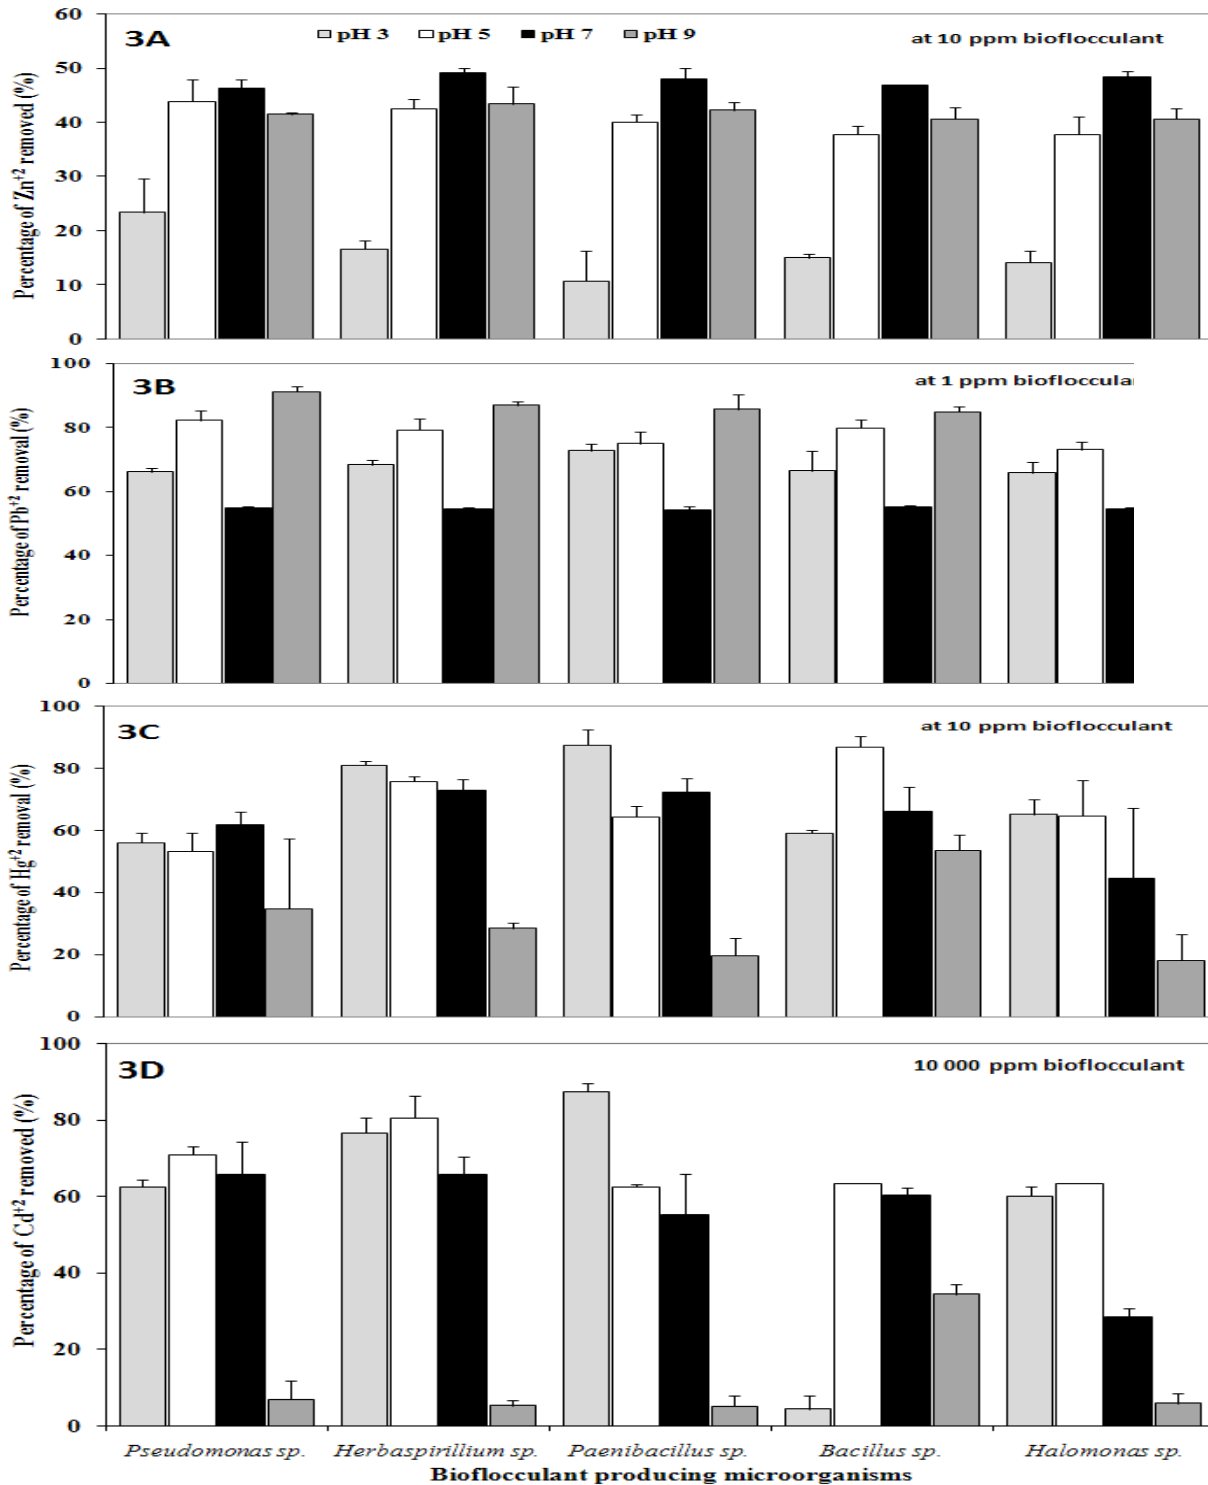 60
3A
pH 3 pH 5 pH 7 pH 9
at 10 ppm bioflocculant
50
40
30
20
10
0
Percentage of Zn+2 removed (%)
100
3B
at 1 ppm biofloccula
80
60
40
20
0
Percentage of Pb+2 removal (%)
100
3C
at 10 ppm bioflocculant
80
60
40
20
0
Percentage of Hg+2 removal (%)
100
3D
10 000 ppm bioflocculant
80
60
40
20
0
Percentage of Cd+2 removed (%)
Pseudomonas sp. Herbaspirillium sp. Paenibacillus sp. Bacillus sp. Halomonas sp.
Bioflocculant producing microorganisms